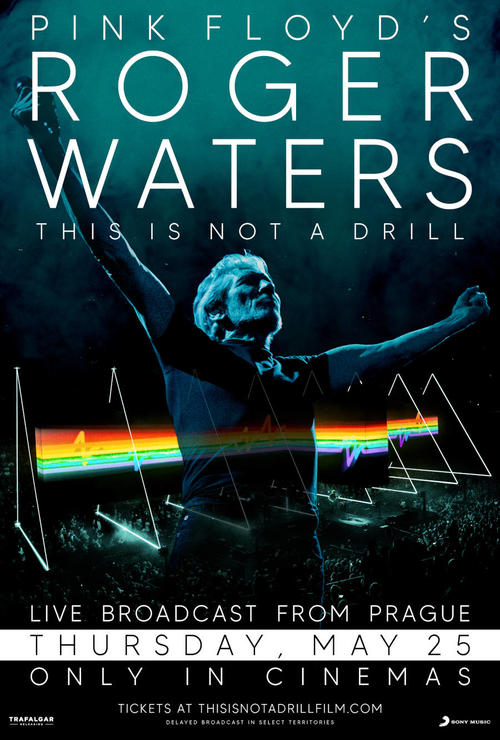 PINK FLOYD'S
ROGER
WATERS
THIS IS NOT A DRILL
LIVE BROADCAST FROM PRAGUE
THURSDAY, MAY 25
ONLY IN CINEMAS
TICKETS AT THISISNOTADRILLFILM.COM
DELAYED BROADCAST IN SELECT TERRITORIES
TRAFALGAR
RELEASING
SONY MUSIC